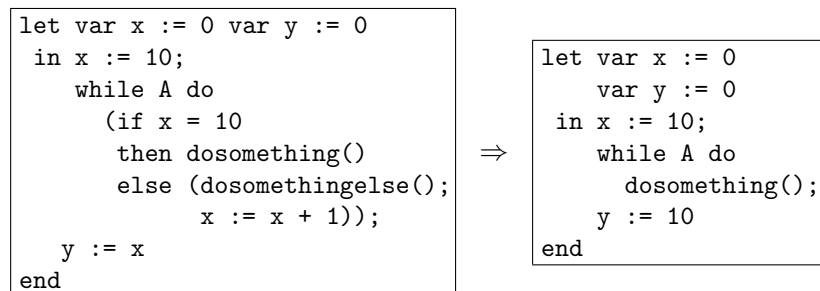 let var x := 0 var y := 0
 in x := 10;
    while A do
      (if x = 10
       then dosomething()
       else (dosomethingelse();
             x := x + 1));
   y := x
end
⇒
let var x := 0
    var y := 0
 in x := 10;
    while A do
      dosomething();
    y := 10
end